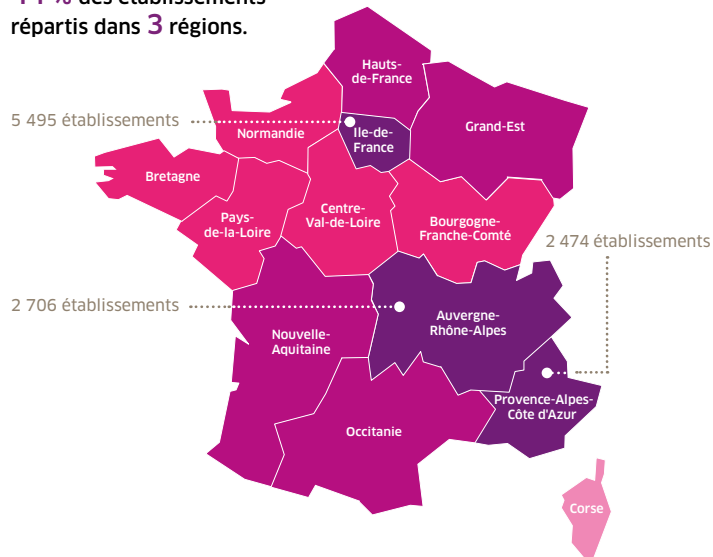 des établissements
répartis dans 3 régions.
Hauts-
de-France
5 495 établissements
Normandie
Ile-de-
France
Grand-Est
Bretagne
Pays-
de-la-Loire
Centre-
Val-de-Loire
Bourgogne-
Franche-Comté
2 474 établissements
2 706 établissements
Auvergne-
Rhône-Alpes
Nouvelle-
Aquitaine
Provence-Alpes-
Côte d'Azur
Occitanie
Corse